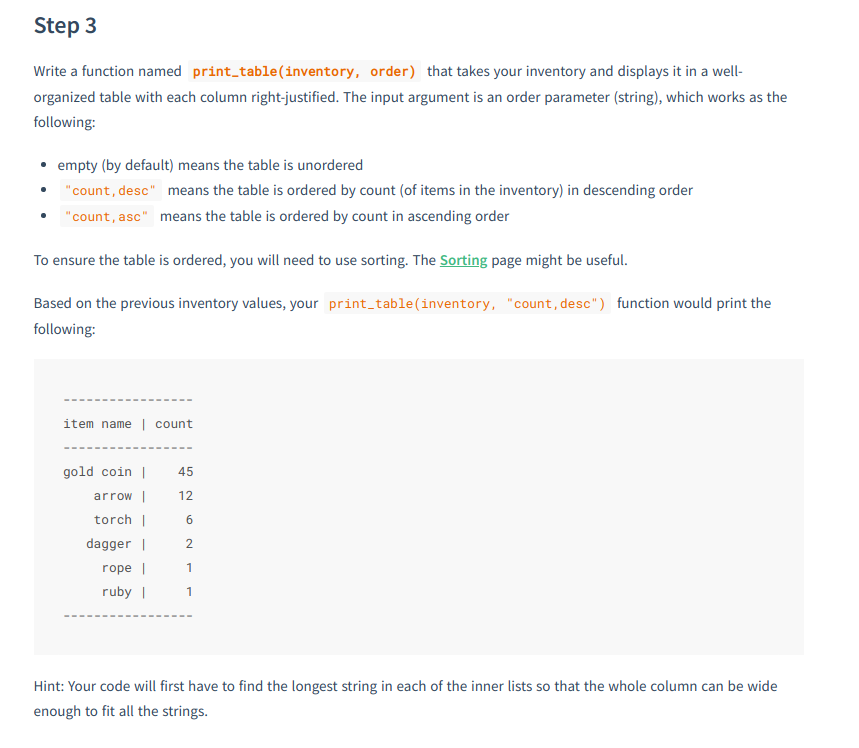 Step 3
Write a function named print_table(inventory, order) that takes your inventory and displays it in a well-
organized table with each column right-justified. The input argument is an order parameter (string), which works as the
following:
• empty (by default) means the table is unordered
• "count,desc" means the table is ordered by count (of items in the inventory) in descending order
• "count,asc" means the table is ordered by count in ascending order
To ensure the table is ordered, you will need to use sorting. The Sorting page might be useful.
Based on the previous inventory values, your print_table(inventory, "count,desc") function would print the
following:
-----------------
item name | count
-----------------
gold coin |    45
    arrow |    12
    torch |     6
   dagger |     2
     rope |     1
     ruby |     1
-----------------
Hint: Your code will first have to find the longest string in each of the inner lists so that the whole column can be wide
enough to fit all the strings.